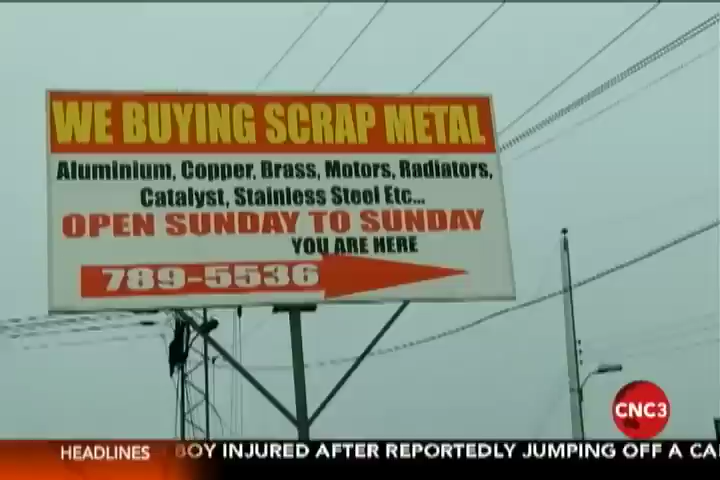 WE BUYING SCRAP METAL
Aluminium, Copper, Brass, Motors, Radiators,
Catalyst, Stainless Steel Etc...
OPEN SUNDAY TO SUNDAY
YOU ARE HERE
789-5536
CNC3
HEADLINES BOY INJURED AFTER REPORTEDLY JUMPING OFF A